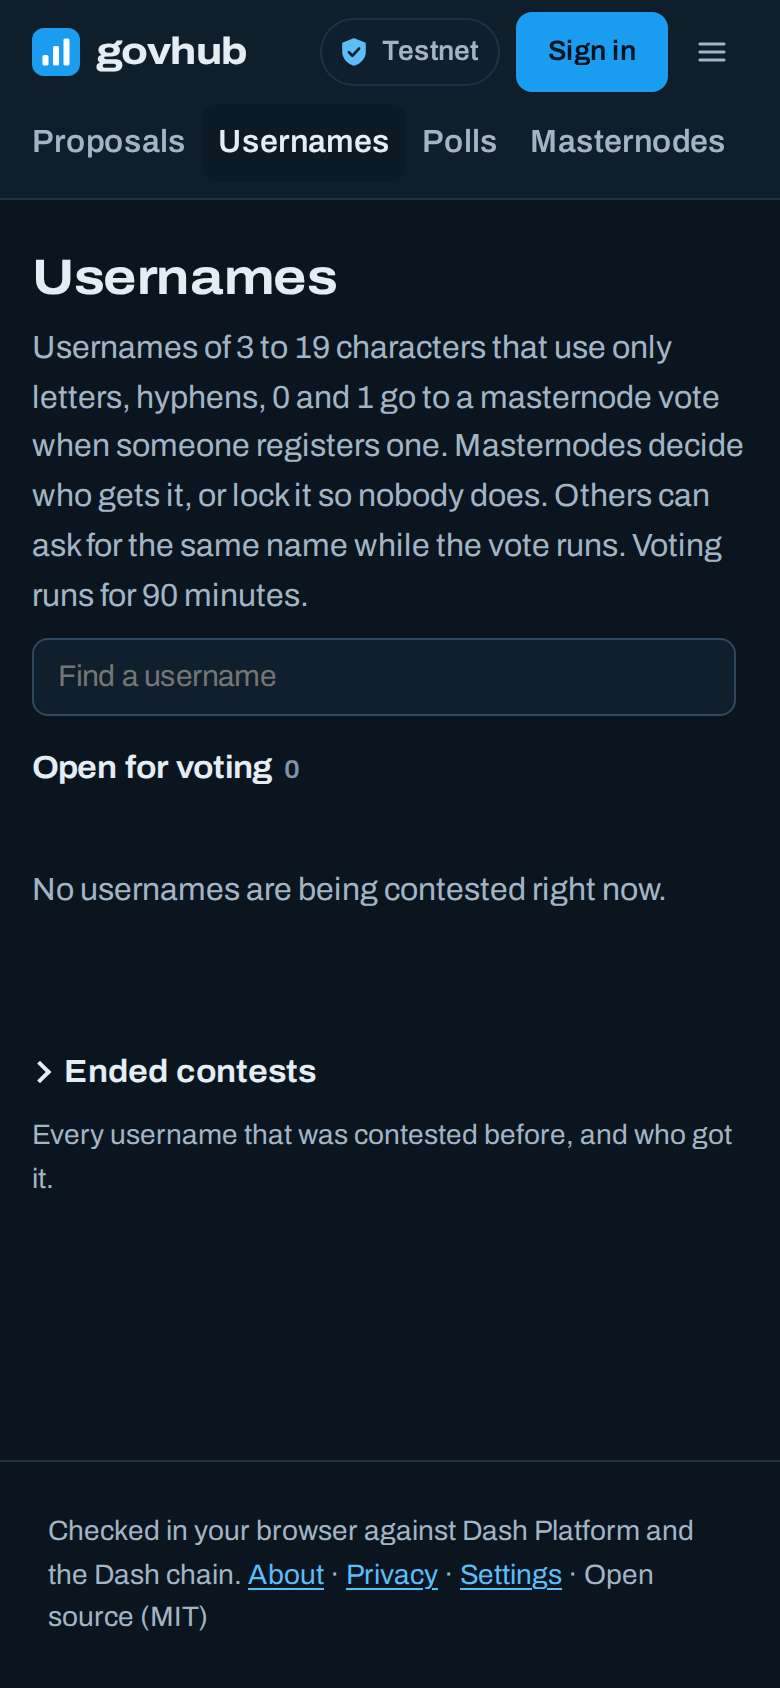 govhub
Testnet
Sign in
Proposals
Usernames
Polls
Masternodes
Usernames
Usernames of 3 to 19 characters that use only
letters, hyphens, 0 and 1 go to a masternode vote
when someone registers one. Masternodes decide
who gets it, or lock it so nobody does. Others can
ask for the same name while the vote runs. Voting
runs for 90 minutes.
Find a username
Open for voting 0
No usernames are being contested right now.
Ended contests
Every username that was contested before, and who got
it.
Checked in your browser against Dash Platform and
the Dash chain. About · Privacy · Settings · Open
source (MIT)